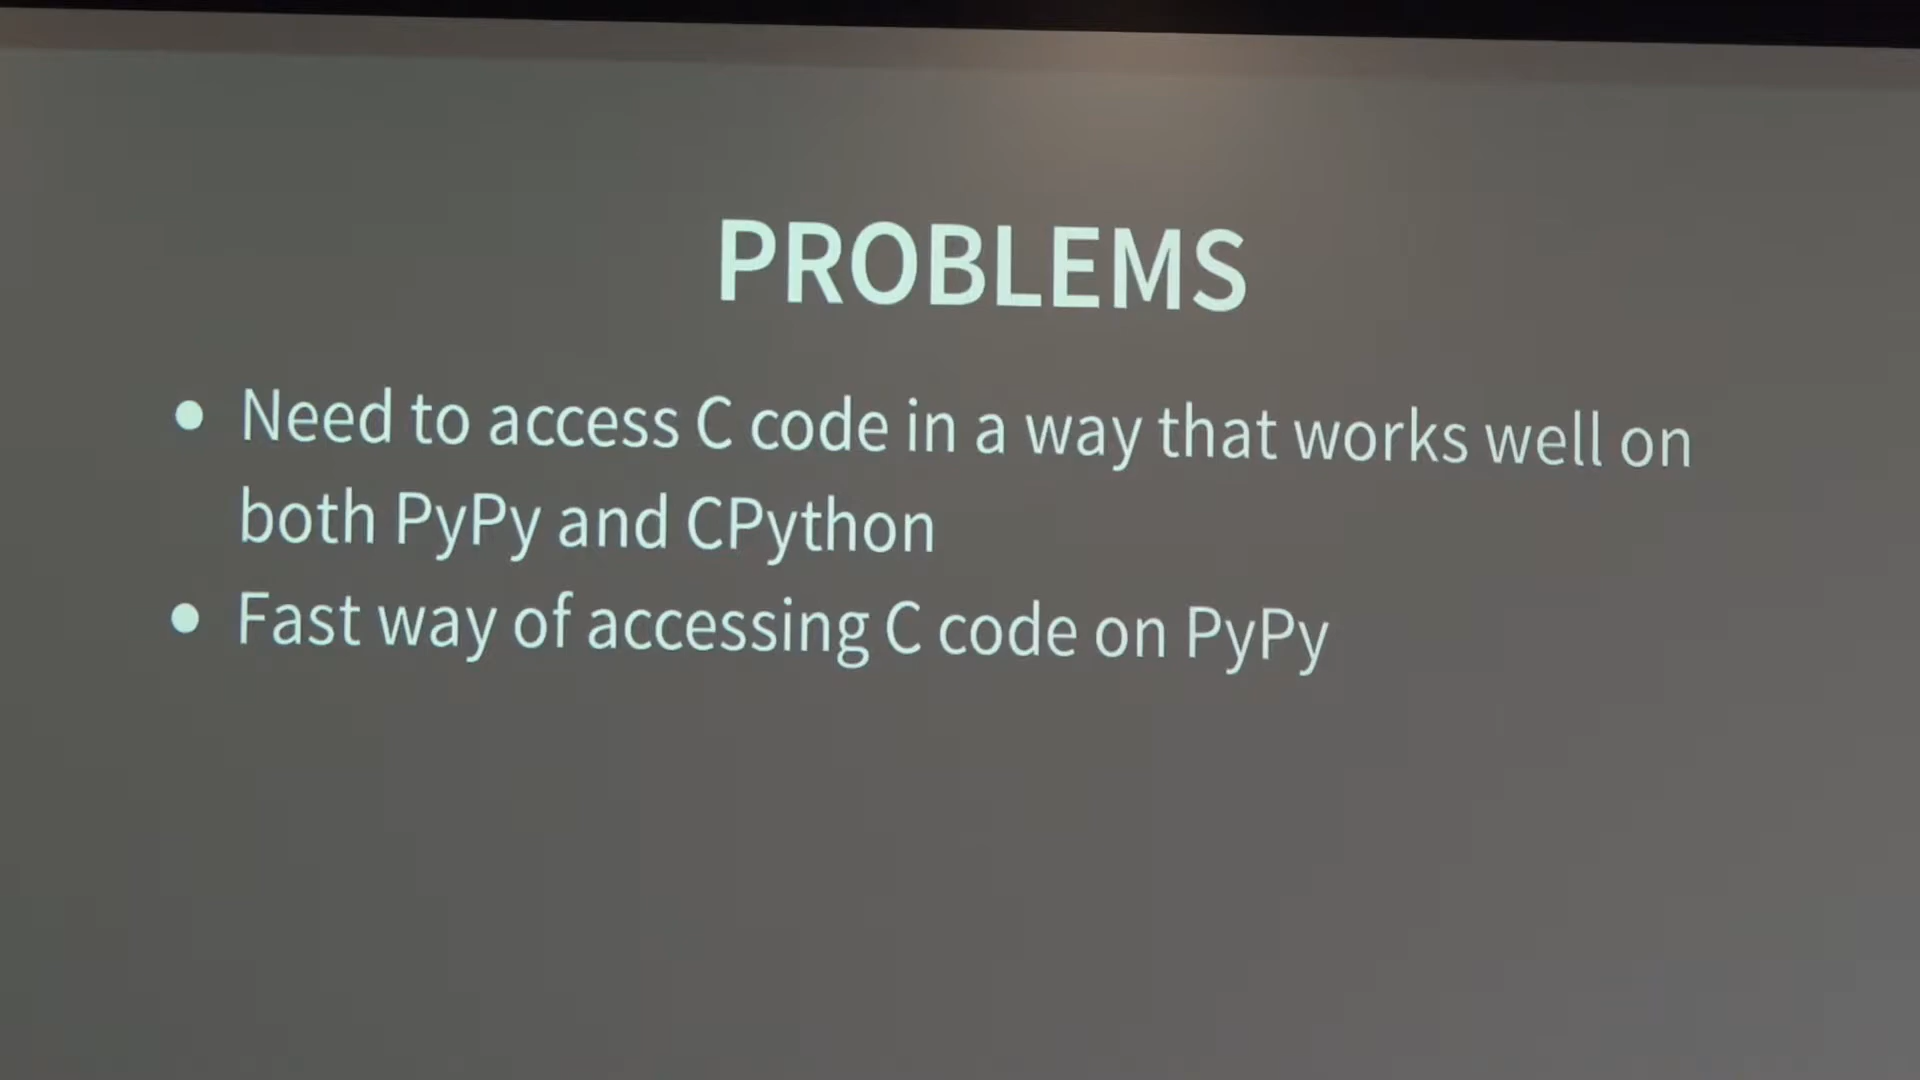 PROBLEMS
• Need to access C code in a way that works well on
both PyPy and CPython
• Fast way of accessing C code on PyPy